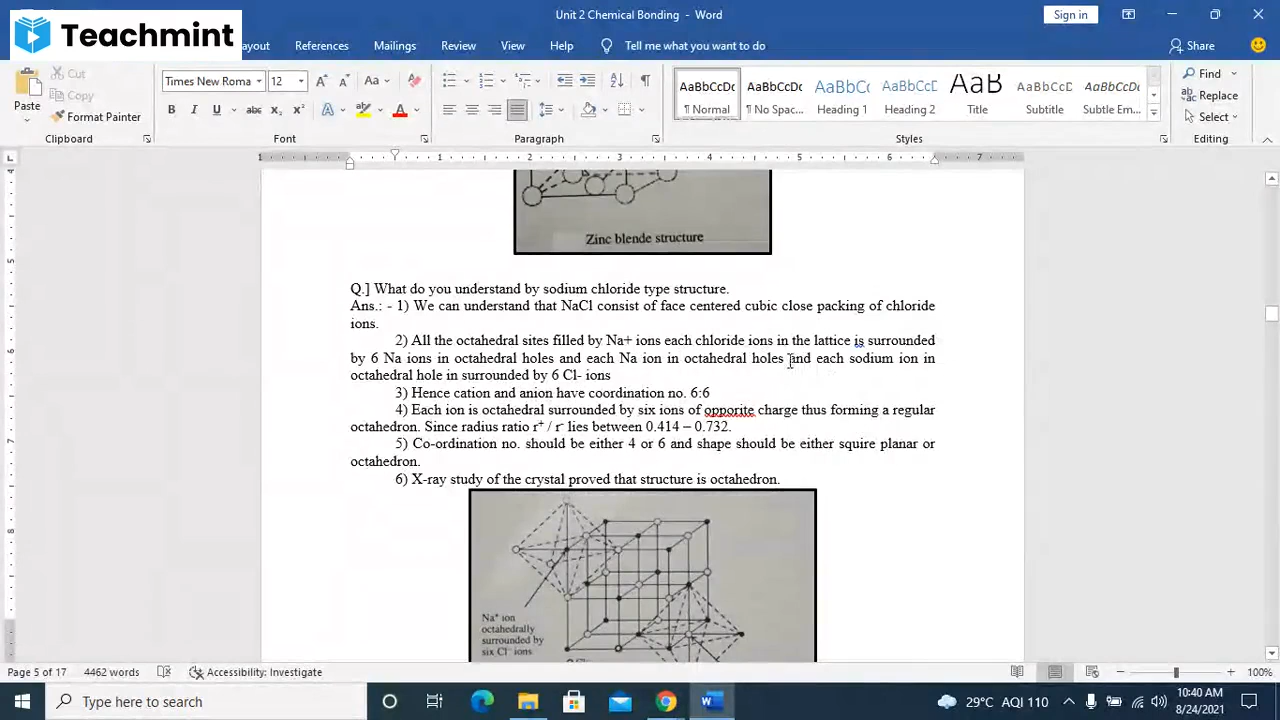 Unit 2 Chemical Bonding - Word
Sign in
Teachmint
ayout
References
Mailings
Review
View
Help
Tell me what you want to do
Share
Paste
Cut
Copy
Format Painter
Clipboard
Times New Roma
12
Font
Paragraph
AaBbCcDc
¶ Normal
AaBbCcDc
¶ No Spac...
AaBbCc
Heading 1
AaBbCcD
Heading 2
AaB
Title
AaBbCcD
Subtitle
AaBbCcDc
Subtle Em...
Styles
Find
Replace
Select
Editing
1 1 2 3 4 5 6 7
Zinc blende structure
Q.] What do you understand by sodium chloride type structure.
Ans.: - 1) We can understand that NaCl consist of face centered cubic close packing of chloride
ions.
2) All the octahedral sites filled by Na+ ions each chloride ions in the lattice is surrounded
by 6 Na ions in octahedral holes and each Na ion in octahedral holes and each sodium ion in
octahedral hole in surrounded by 6 Cl- ions
3) Hence cation and anion have coordination no. 6:6
4) Each ion is octahedral surrounded by six ions of opporite charge thus forming a regular
octahedron. Since radius ratio r⁺ / r⁻ lies between 0.414 – 0.732.
5) Co-ordination no. should be either 4 or 6 and shape should be either squire planar or
octahedron.
6) X-ray study of the crystal proved that structure is octahedron.
Na⁺ ion
octahedrally
surrounded by
six Cl⁻ ions
Page 5 of 17
4462 words
Accessibility: Investigate
100%
Type here to search
29°C AQI 110
10:40 AM
8/24/2021